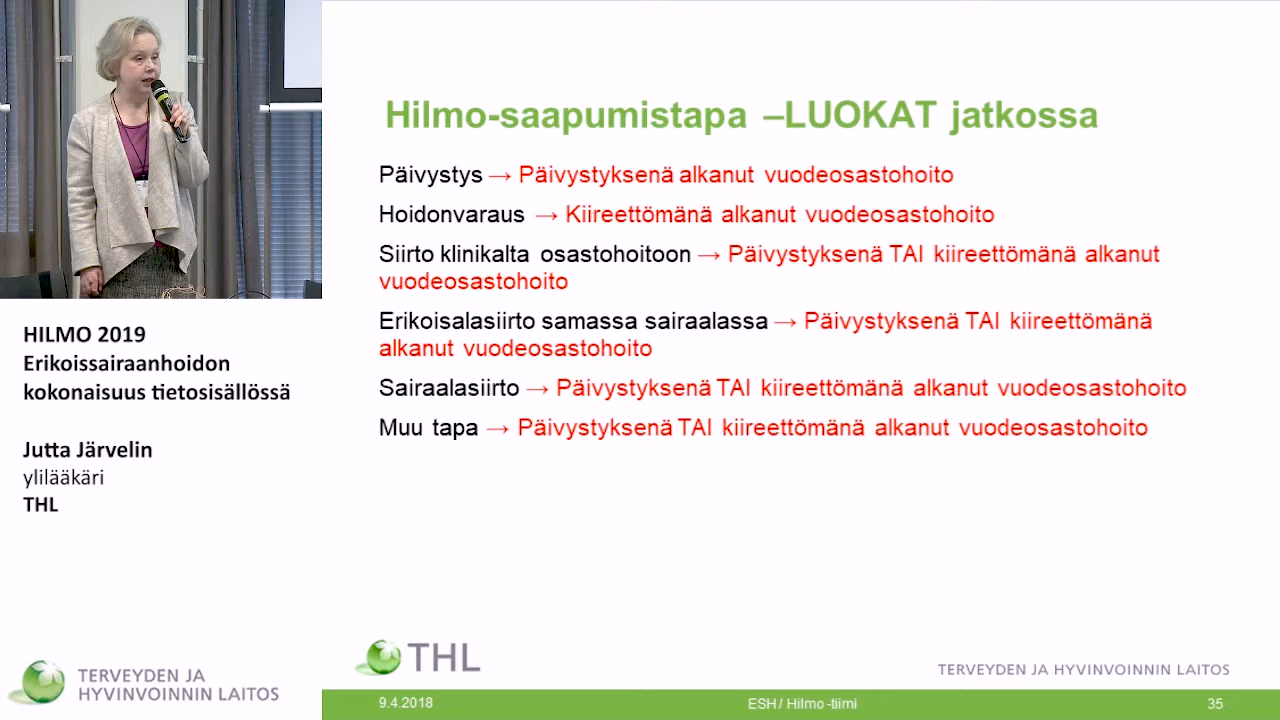 HILMO 2019
Erikoissairaanhoidon
kokonaisuus tietosisällössä
Jutta Järvelin
ylilääkäri
THL
TERVEYDEN JA
HYVINVOINNIN LAITOS
Hilmo-saapumistapa –LUOKAT jatkossa
Päivystys → Päivystyksenä alkanut vuodeosastohoito
Hoidonvaraus → Kiireettömänä alkanut vuodeosastohoito
Siirto klinikalta osastohoitoon → Päivystyksenä TAI kiireettömänä alkanut
vuodeosastohoito
Erikoisalasiirto samassa sairaalassa → Päivystyksenä TAI kiireettömänä
alkanut vuodeosastohoito
Sairaalasiirto → Päivystyksenä TAI kiireettömänä alkanut vuodeosastohoito
Muu tapa → Päivystyksenä TAI kiireettömänä alkanut vuodeosastohoito
THL
TERVEYDEN JA HYVINVOINNIN LAITOS
9.4.2018
ESH / Hilmo -tiimi
35